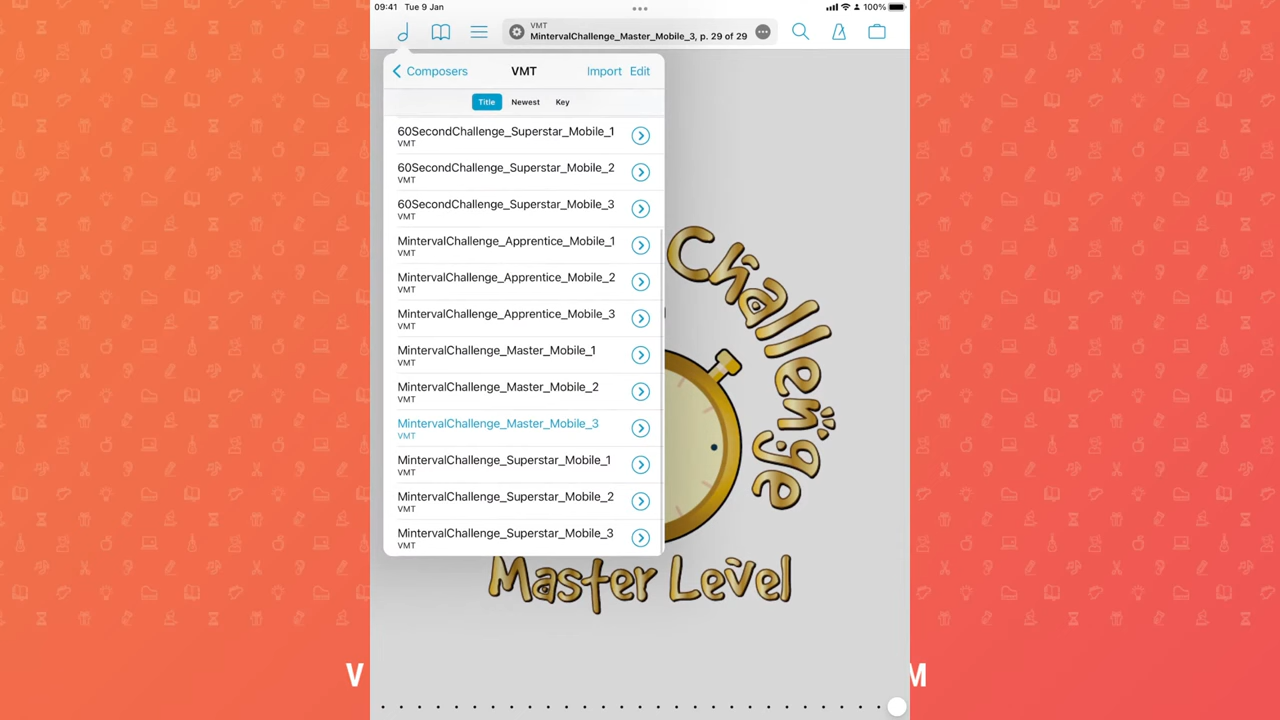 09:41 Tue 9 Jan
100%
VMT
MintervalChallenge_Master_Mobile_3, p. 29 of 29
Composers
VMT
Import Edit
Title Newest Key
60SecondChallenge_Superstar_Mobile_1
VMT
60SecondChallenge_Superstar_Mobile_2
VMT
60SecondChallenge_Superstar_Mobile_3
VMT
MintervalChallenge_Apprentice_Mobile_1
VMT
MintervalChallenge_Apprentice_Mobile_2
VMT
MintervalChallenge_Apprentice_Mobile_3
VMT
MintervalChallenge_Master_Mobile_1
VMT
MintervalChallenge_Master_Mobile_2
VMT
MintervalChallenge_Master_Mobile_3
VMT
MintervalChallenge_Superstar_Mobile_1
VMT
MintervalChallenge_Superstar_Mobile_2
VMT
MintervalChallenge_Superstar_Mobile_3
VMT
Challenge
Master Level
V
M